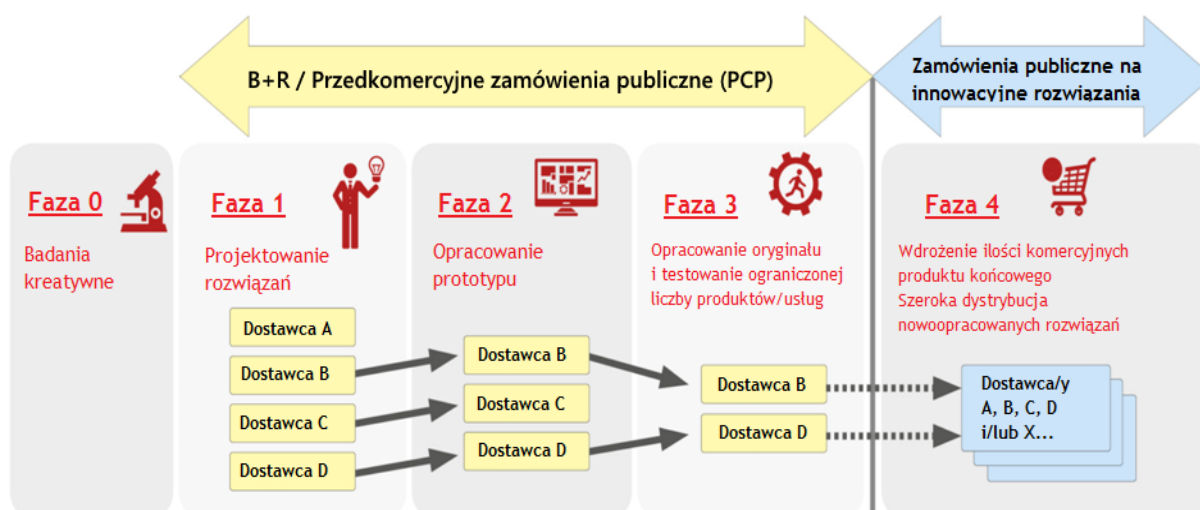 B+R / Przedkomercyjne zamówienia publiczne (PCP)
Zamówienia publiczne na
innowacyjne rozwiązania
Faza 0
Badania
kreatywne
Faza 1
Projektowanie
rozwiązań
Dostawca A
Dostawca B
Dostawca C
Dostawca D
Faza 2
Opracowanie
prototypu
Dostawca B
Dostawca C
Dostawca D
Faza 3
Opracowanie oryginału
i testowanie ograniczonej
liczby produktów/usług
Dostawca B
Dostawca D
Faza 4
Wdrożenie ilości komercyjnych
produktu końcowego
Szeroka dystrybucja
nowoopracowanych rozwiązań
Dostawca/y
A, B, C, D
i/lub X...